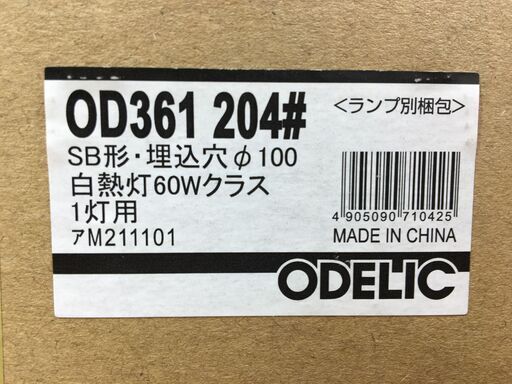 OD361 204#
<ランプ別梱包>
SB形・埋込穴φ100
白熱灯60Wクラス
1灯用
ｱM211101
4 905090 710425
MADE IN CHINA
ODELIC